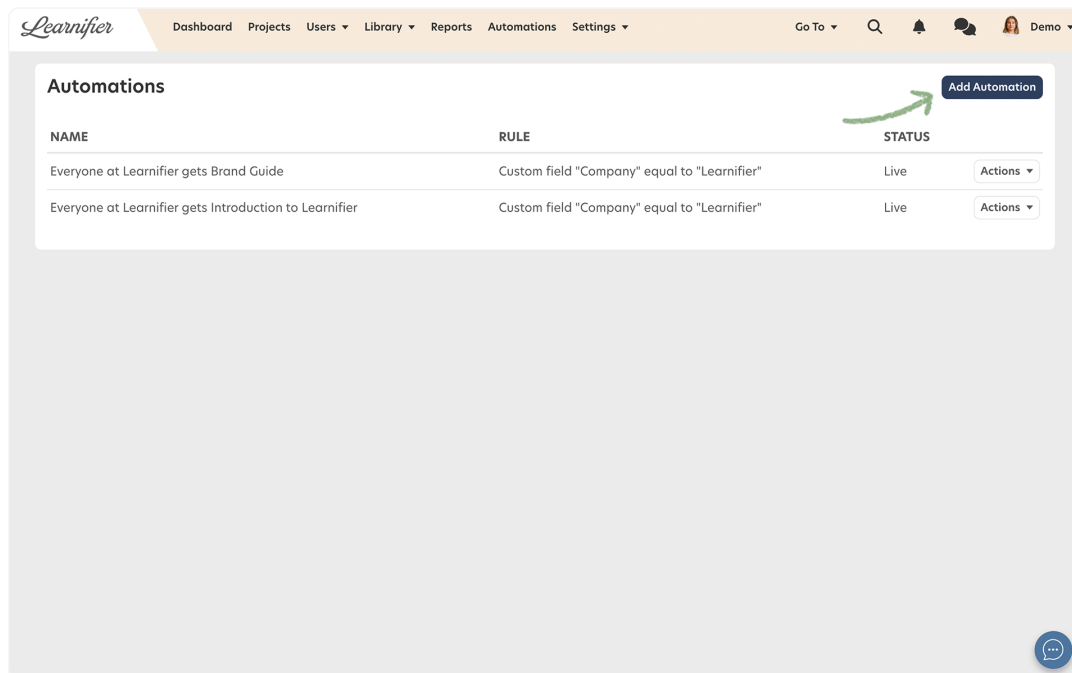 Learnifier Dashboard Projects Users Library Reports Automations Settings Go To Demo
Automations
Add Automation
NAME RULE STATUS
Everyone at Learnifier gets Brand Guide Custom field "Company" equal to "Learnifier" Live Actions
Everyone at Learnifier gets Introduction to Learnifier Custom field "Company" equal to "Learnifier" Live Actions